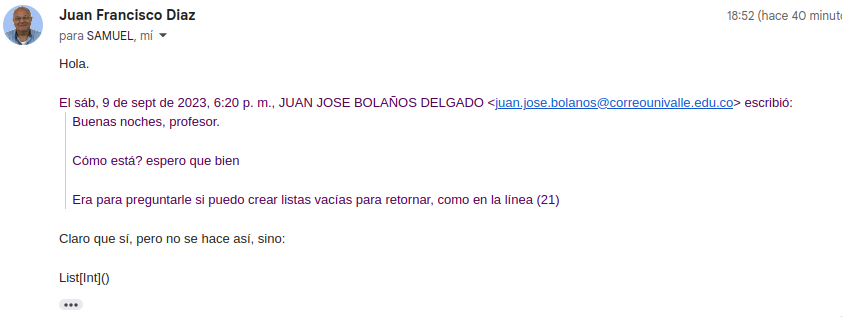 Juan Francisco Diaz
18:52 (hace 40 minuto
para SAMUEL, mí
Hola.
El sáb, 9 de sept de 2023, 6:20 p. m., JUAN JOSE BOLAÑOS DELGADO <juan.jose.bolanos@correounivalle.edu.co> escribió:
Buenas noches, profesor.
Cómo está? espero que bien
Era para preguntarle si puedo crear listas vacías para retornar, como en la línea (21)
Claro que sí, pero no se hace así, sino:
List[Int]()